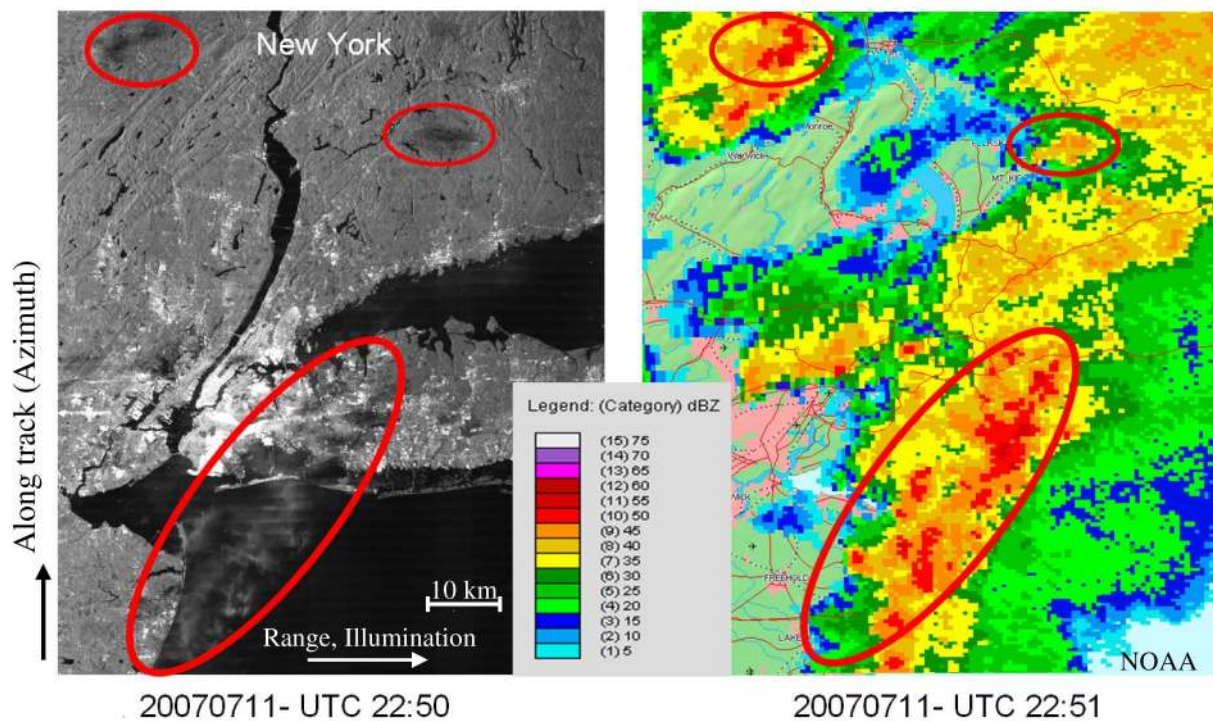 New York
Along track (Azimuth)
10 km
Range, Illumination
20070711- UTC 22:50
Legend: (Category) dBZ
(15) 75
(14) 70
(13) 65
(12) 60
(11) 55
(10) 50
(9) 45
(8) 40
(7) 35
(6) 30
(5) 25
(4) 20
(3) 15
(2) 10
(1) 5
Monroe
Warwick
MT. KI
FREEHOLD
LAKE
NOAA
20070711- UTC 22:51